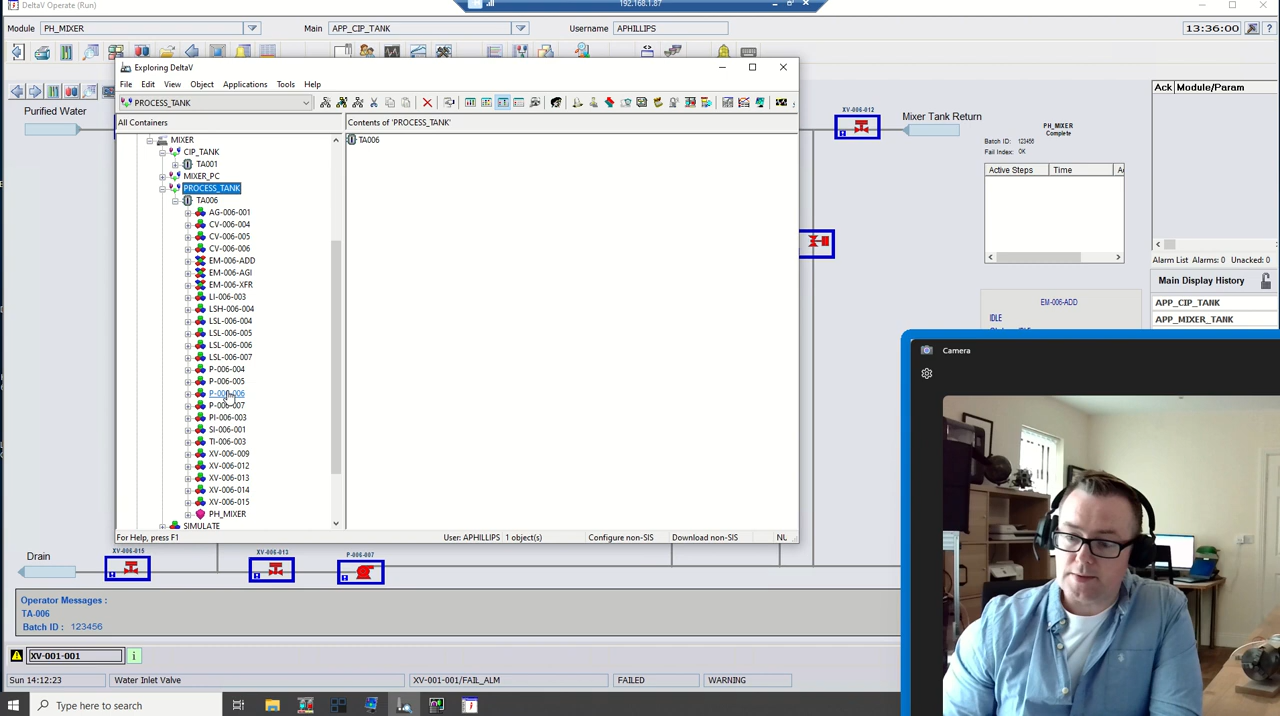 DeltaV Operate (Run)
192.168.1.87
Module PH_MIXER Main APP_CIP_TANK Username APHILLIPS 13:36:00
Exploring DeltaV
File Edit View Object Applications Tools Help
PROCESS_TANK
All Containers
Contents of 'PROCESS_TANK'
MIXER
CIP_TANK
TA001
MIXER_PC
PROCESS_TANK
TA006
AG-006-001
CV-006-004
CV-006-005
CV-006-006
EM-006-ADD
EM-006-AGI
EM-006-XFR
LI-006-003
LSH-006-004
LSL-006-004
LSL-006-005
LSL-006-006
LSL-006-007
P-006-004
P-006-005
P-006-006
P-006-007
PI-006-003
SI-006-001
TI-006-003
XV-006-009
XV-006-012
XV-006-013
XV-006-014
XV-006-015
PH_MIXER
SIMULATE
TA006
For Help, press F1
User: APHILLIPS 1 object(s) Configure non-SIS Download non-SIS NU
Purified Water
XV-006-012
Mixer Tank Return
PH_MIXER
Complete
Batch ID: 123456
Fail Index: OK
Active Steps Time A
Ack Module/Param
Alarm List Alarms: 0 Unacked: 0
Main Display History
APP_CIP_TANK
APP_MIXER_TANK
EM-006-ADD
IDLE
Camera
Drain
XV-006-015
XV-006-013
P-006-007
Operator Messages :
TA-006
Batch ID : 123456
XV-001-001
i
Sun 14:12:23 Water Inlet Valve XV-001-001/FAIL_ALM FAILED WARNING
Type here to search